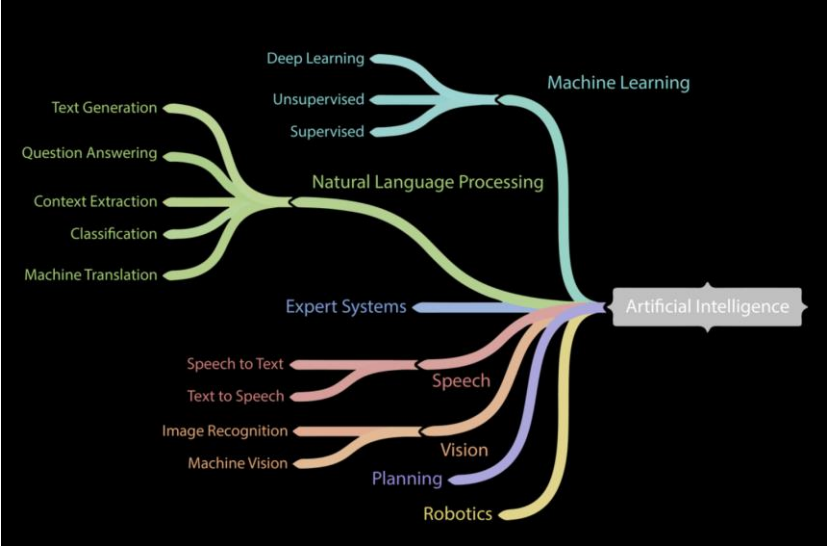 Deep Learning
Unsupervised
Supervised
Machine Learning
Text Generation
Question Answering
Context Extraction
Classification
Machine Translation
Natural Language Processing
Expert Systems
Artificial Intelligence
Speech to Text
Text to Speech
Speech
Image Recognition
Machine Vision
Vision
Planning
Robotics